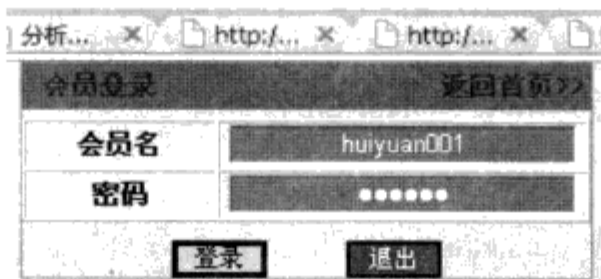 分析... × http:/... × http:/... ×
会员登录 返回首页>>
会员名 huiyuan001
密码 ●●●●●●
登录 退出